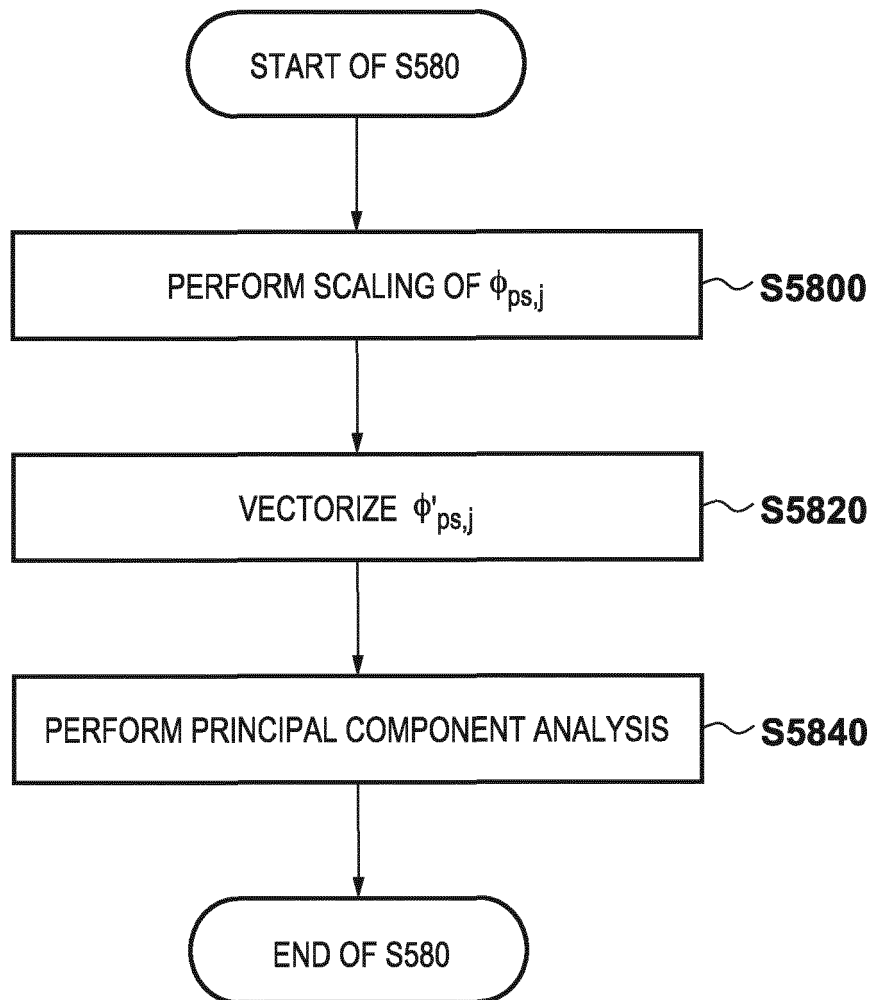 START OF S580
PERFORM SCALING OF ϕps,j
S5800
VECTORIZE ϕ'ps,j
S5820
PERFORM PRINCIPAL COMPONENT ANALYSIS
S5840
END OF S580